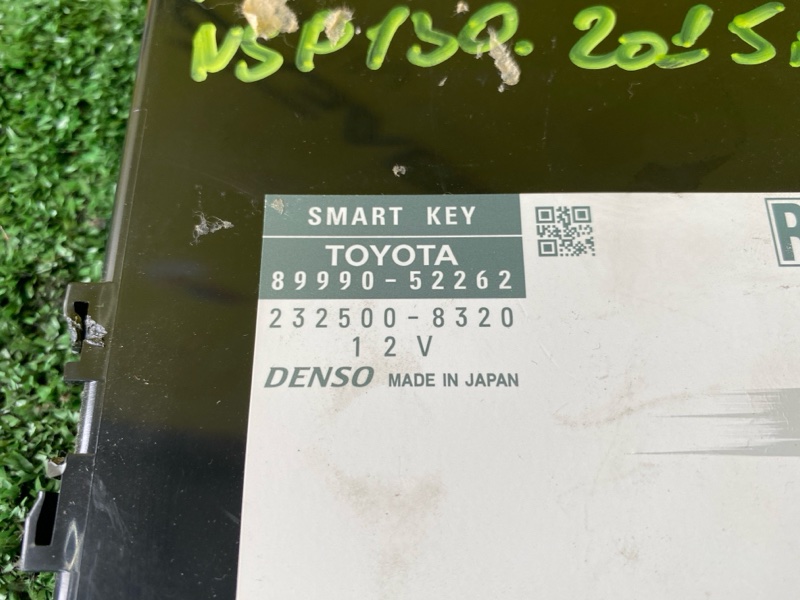 NSP130. 2015
SMART KEY
TOYOTA
89990-52262
232500-8320
12V
DENSO MADE IN JAPAN